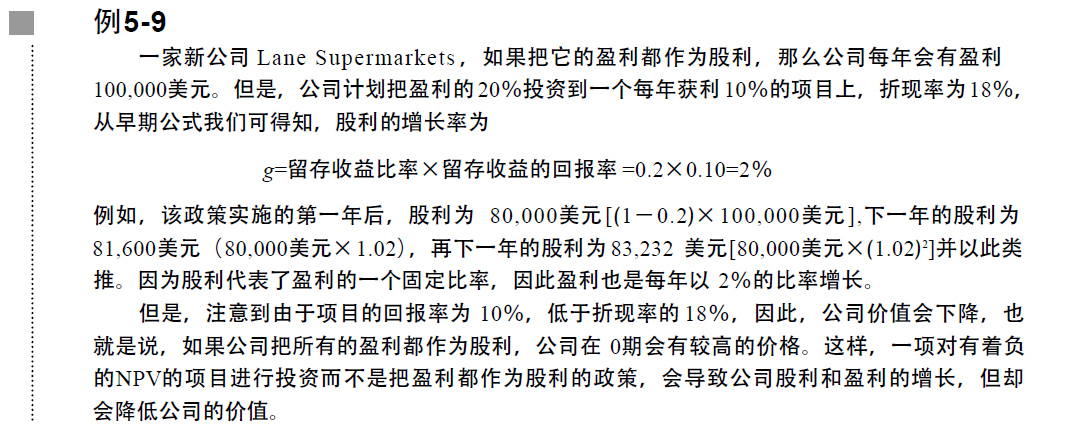 例5-9
一家新公司 Lane Supermarkets，如果把它的盈利都作为股利，那么公司每年会有盈利
100,000美元。但是，公司计划把盈利的20%投资到一个每年获利10%的项目上，折现率为18%，
从早期公式我们可得知，股利的增长率为
g=留存收益比率×留存收益的回报率=0.2×0.10=2%
例如，该政策实施的第一年后，股利为 80,000美元[(1－0.2)×100,000美元],下一年的股利为
81,600美元（80,000美元×1.02），再下一年的股利为83,232 美元[80,000美元×(1.02)²]并以此类
推。因为股利代表了盈利的一个固定比率，因此盈利也是每年以 2%的比率增长。
但是，注意到由于项目的回报率为 10%，低于折现率的18%，因此，公司价值会下降，也
就是说，如果公司把所有的盈利都作为股利，公司在 0期会有较高的价格。这样，一项对有着负
的NPV的项目进行投资而不是把盈利都作为股利的政策，会导致公司股利和盈利的增长，但却
会降低公司的价值。